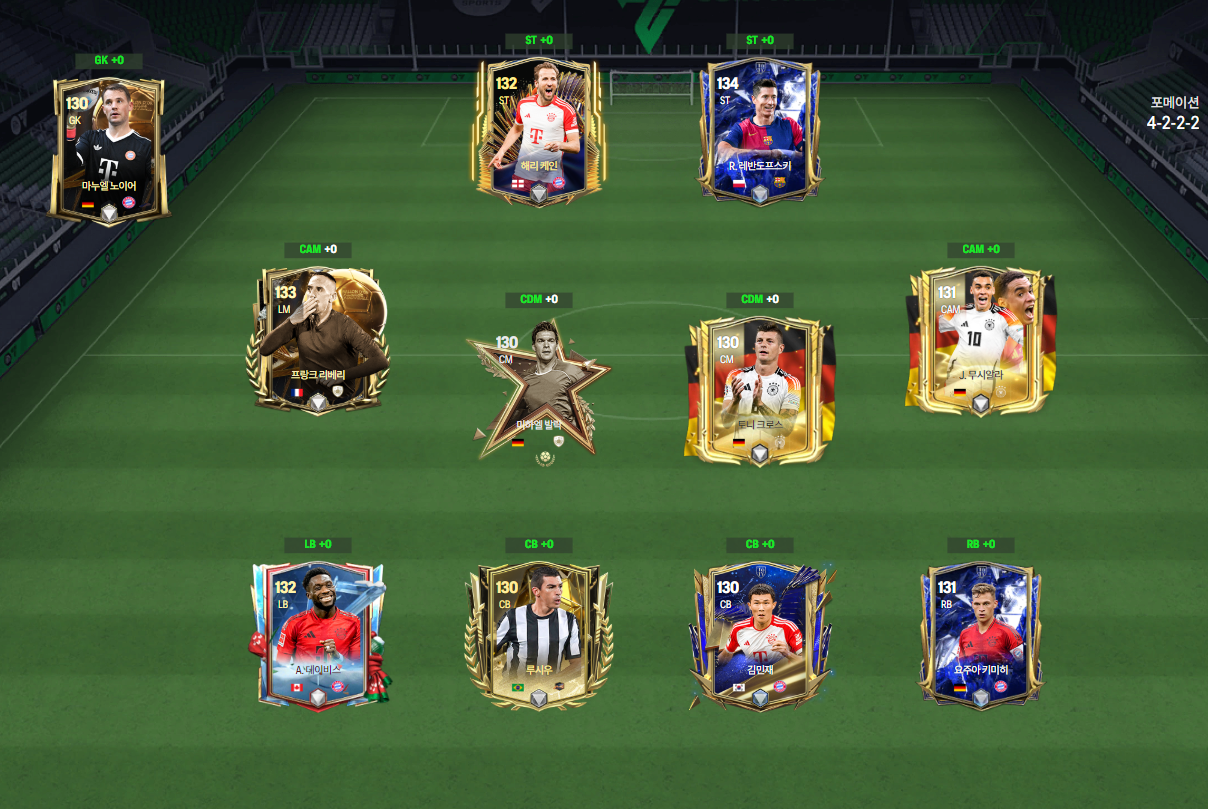 ST +0
ST +0
GK +0
132
ST
해리 케인
134
ST
R. 레반도프스키
130
GK
마누엘 노이어
포메이션
4-2-2-2
CAM +0
CAM +0
133
LM
프랑크 리베리
CDM +0
CDM +0
131
CAM
10
J. 무시알라
130
CM
미하엘 발락
130
CM
토니 크로스
LB +0
CB +0
CB +0
RB +0
132
LB
A. 데이비스
130
CB
루시우
130
CB
김민재
131
RB
요주아 키미히